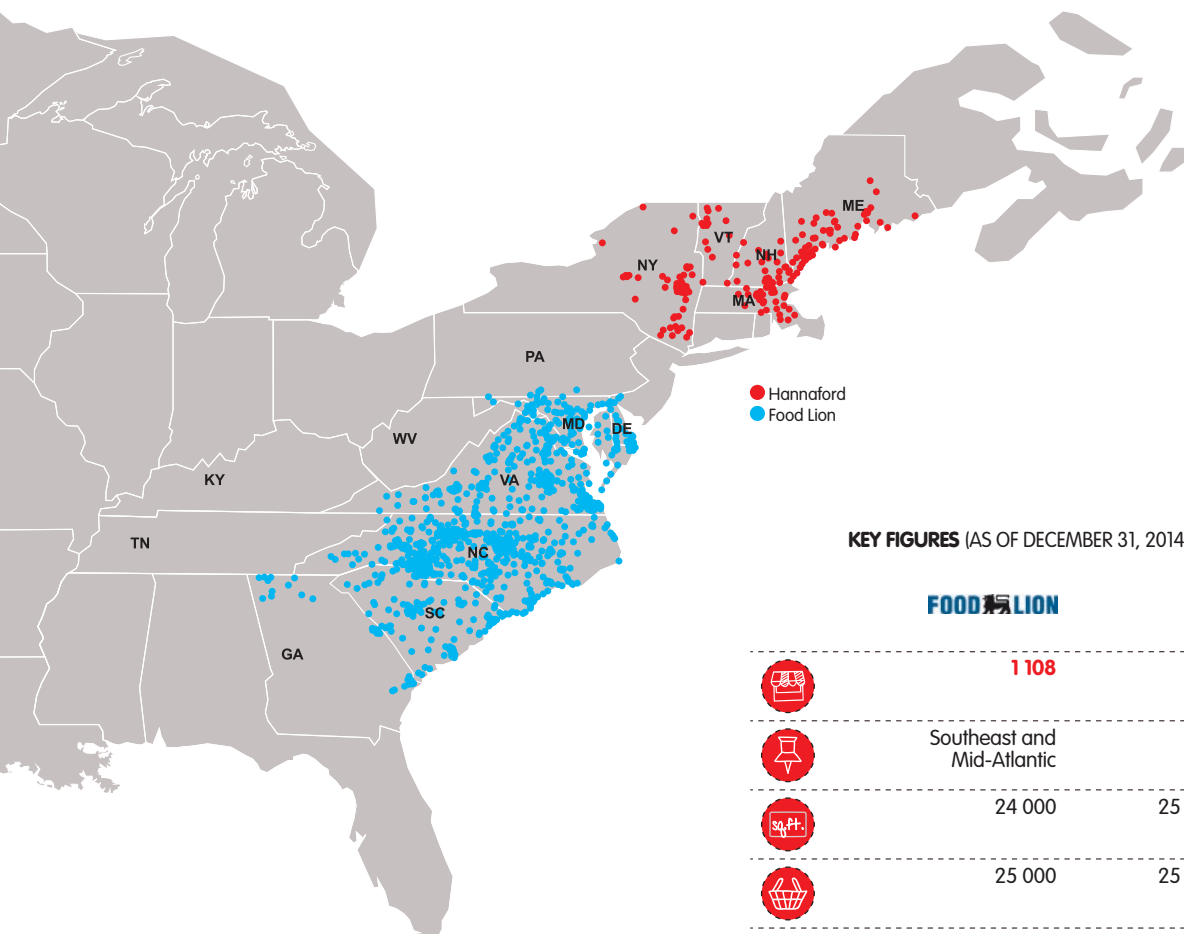 ME
VT
NH
NY
MA
PA
Hannaford
Food Lion
MD
DE
WV
VA
KY
TN
NC
SC
GA
KEY FIGURES (AS OF DECEMBER 31, 2014
FOOD LION
1 108
Southeast and
Mid-Atlantic
sq.ft.
24 000 25
25 000 25